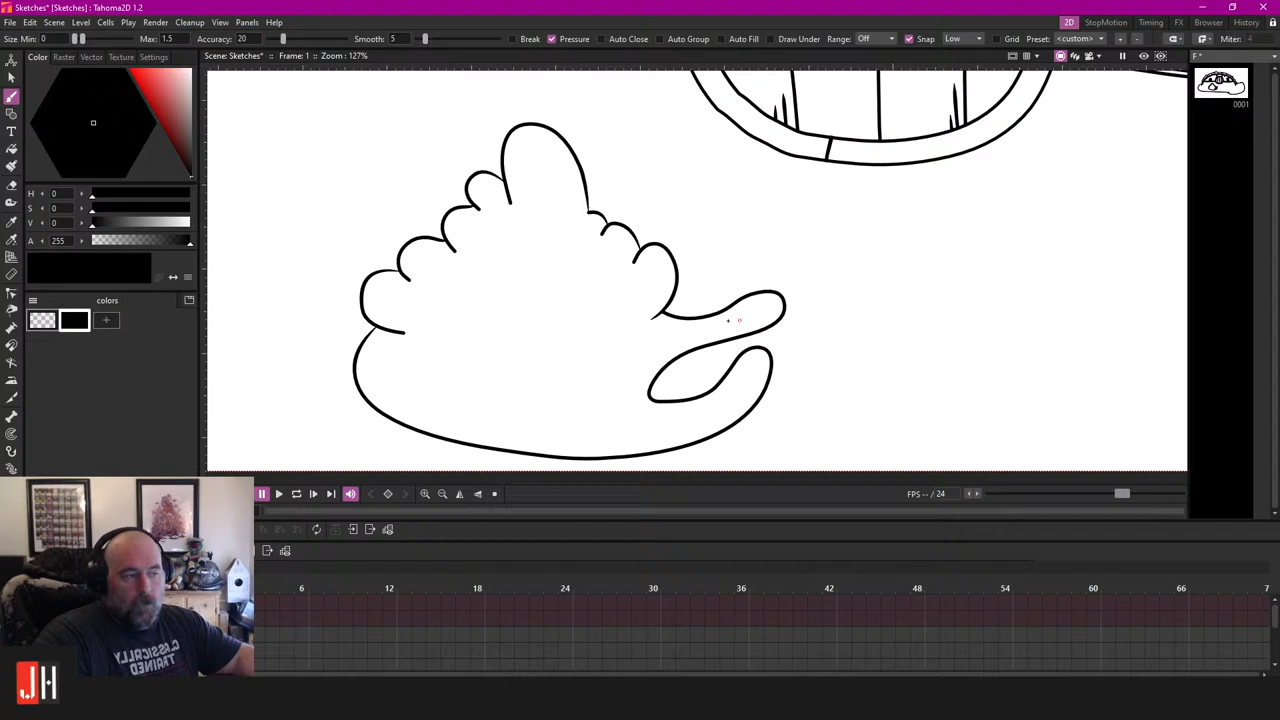 Sketches* [Sketches] : Tahoma2D 1.2
File Edit Scene Level Cells Play Render Cleanup View Panels Help
2D StopMotion Timing FX Browser History
Size Min: 0 Max: 1.5 Accuracy: 20 Smooth: 5 Break Pressure Auto Close Auto Group Auto Fill Draw Under Range: Off Snap Low Grid Preset: <custom> + - Miter: 4
Color Raster Vector Texture Settings
Scene: Sketches* : Frame: 1 : Zoom : 127%
F*
0001
H 0
S 0
V 0
A 255
colors
FPS -- / 24
6 12 18 24 30 36 42 48 54 60 66 7
CLASSICALLY
TRAINED
JH